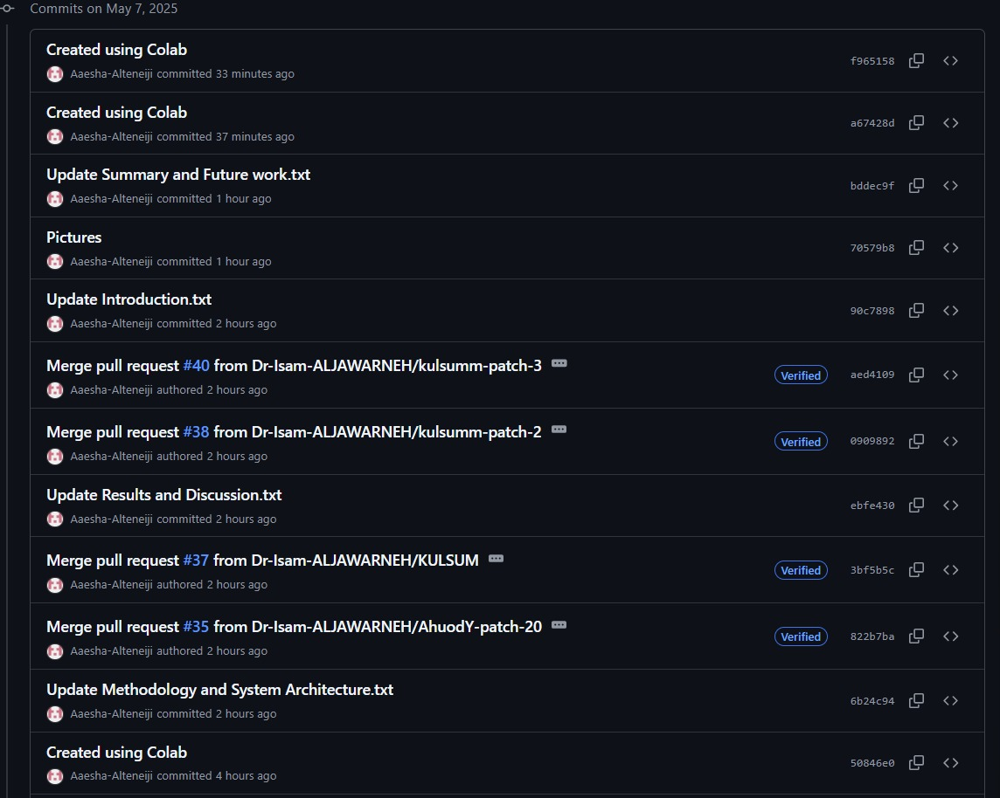 Commits on May 7, 2025
Created using Colab
Aaesha-Alteneiji committed 33 minutes ago
f965158
Created using Colab
Aaesha-Alteneiji committed 37 minutes ago
a67428d
Update Summary and Future work.txt
Aaesha-Alteneiji committed 1 hour ago
bddec9f
Pictures
Aaesha-Alteneiji committed 1 hour ago
70579b8
Update Introduction.txt
Aaesha-Alteneiji committed 2 hours ago
90c7898
Merge pull request #40 from Dr-Isam-ALJAWARNEH/kulsumm-patch-3
Aaesha-Alteneiji authored 2 hours ago
Verified aed4109
Merge pull request #38 from Dr-Isam-ALJAWARNEH/kulsumm-patch-2
Aaesha-Alteneiji authored 2 hours ago
Verified 0909892
Update Results and Discussion.txt
Aaesha-Alteneiji committed 2 hours ago
ebfe430
Merge pull request #37 from Dr-Isam-ALJAWARNEH/KULSUM
Aaesha-Alteneiji authored 2 hours ago
Verified 3bf5b5c
Merge pull request #35 from Dr-Isam-ALJAWARNEH/AhuodY-patch-20
Aaesha-Alteneiji authored 2 hours ago
Verified 822b7ba
Update Methodology and System Architecture.txt
Aaesha-Alteneiji committed 2 hours ago
6b24c94
Created using Colab
Aaesha-Alteneiji committed 4 hours ago
50846e0